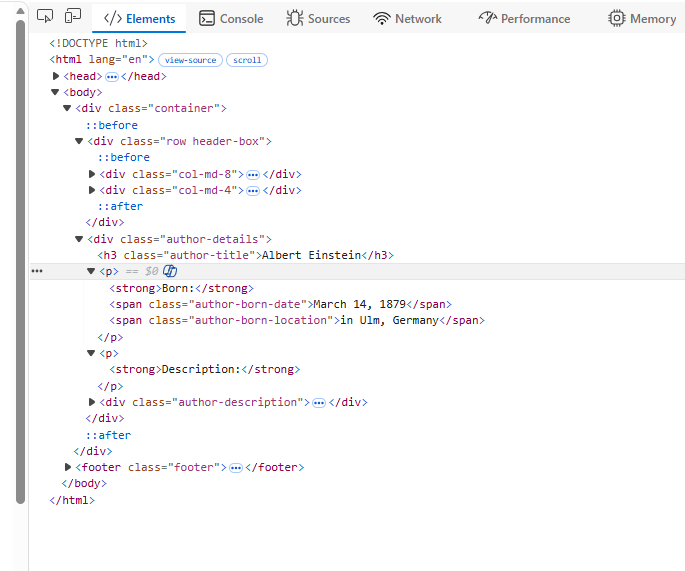 Elements Console Sources Network Performance Memory
<!DOCTYPE html>
<html lang="en"> view-source scroll
<head> ••• </head>
<body>
<div class="container">
::before
<div class="row header-box">
::before
<div class="col-md-8"> ••• </div>
<div class="col-md-4"> ••• </div>
::after
</div>
<div class="author-details">
<h3 class="author-title">Albert Einstein</h3>
••• <p> == $0
<strong>Born:</strong>
<span class="author-born-date">March 14, 1879</span>
<span class="author-born-location">in Ulm, Germany</span>
</p>
<p>
<strong>Description:</strong>
</p>
<div class="author-description"> ••• </div>
</div>
::after
</div>
<footer class="footer"> ••• </footer>
</body>
</html>